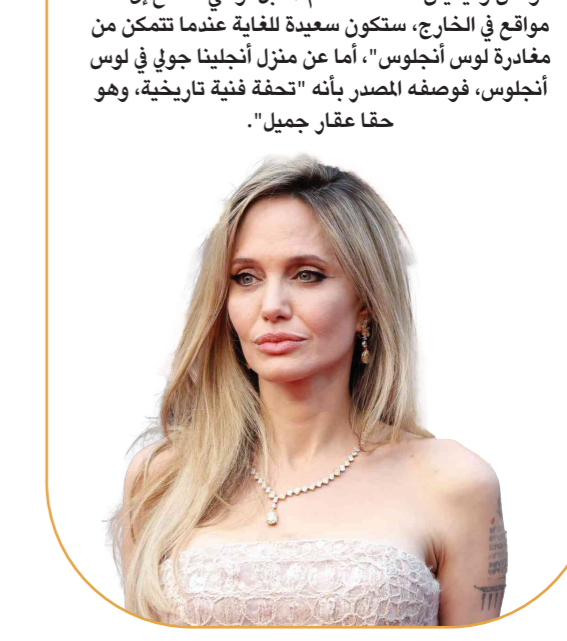 مواقع في الخارج، ستكون سعيدة للغاية عندما تتمكن من
مغادرة لوس أنجلوس"، أما عن منزل أنجلينا جولي في لوس
أنجلوس، فوصفه المصدر بأنه "تحفة فنية تاريخية، وهو
حقا عقار جميل".